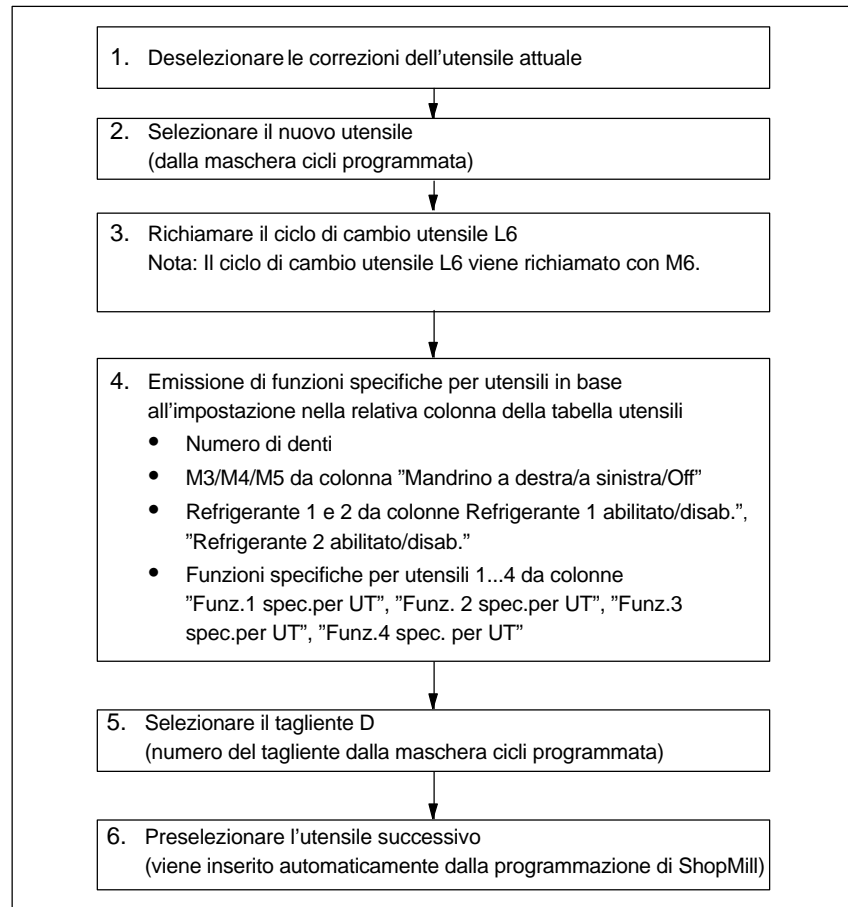 1. Deselezionare le correzioni dell'utensile attuale
2. Selezionare il nuovo utensile
(dalla maschera cicli programmata)
3. Richiamare il ciclo di cambio utensile L6
Nota: Il ciclo di cambio utensile L6 viene richiamato con M6.
4. Emissione di funzioni specifiche per utensili in base
all'impostazione nella relativa colonna della tabella utensili
• Numero di denti
• M3/M4/M5 da colonna ”Mandrino a destra/a sinistra/Off”
• Refrigerante 1 e 2 da colonne Refrigerante 1 abilitato/disab.”,
”Refrigerante 2 abilitato/disab.”
• Funzioni specifiche per utensili 1...4 da colonne
”Funz.1 spec.per UT”, ”Funz. 2 spec.per UT”, ”Funz.3
spec.per UT”, ”Funz.4 spec. per UT”
5. Selezionare il tagliente D
(numero del tagliente dalla maschera cicli programmata)
6. Preselezionare l'utensile successivo
(viene inserito automaticamente dalla programmazione di ShopMill)